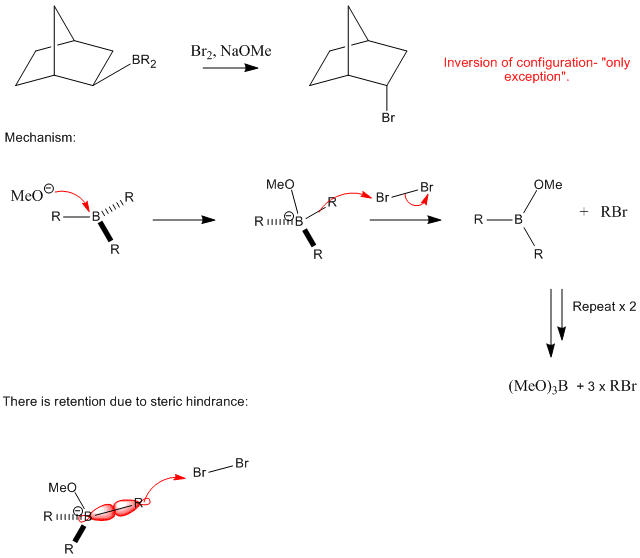 BR2
Br2, NaOMe
Br
Inversion of configuration- "only
exception".
Mechanism:
MeO⊖
R
R
B
R
MeO
R
R
⊖
B
R
Br
Br
OMe
R
B
R
+ RBr
Repeat x 2
(MeO)3B + 3 x RBr
There is retention due to steric hindrance:
MeO
⊖
R
B
R
R
Br
Br